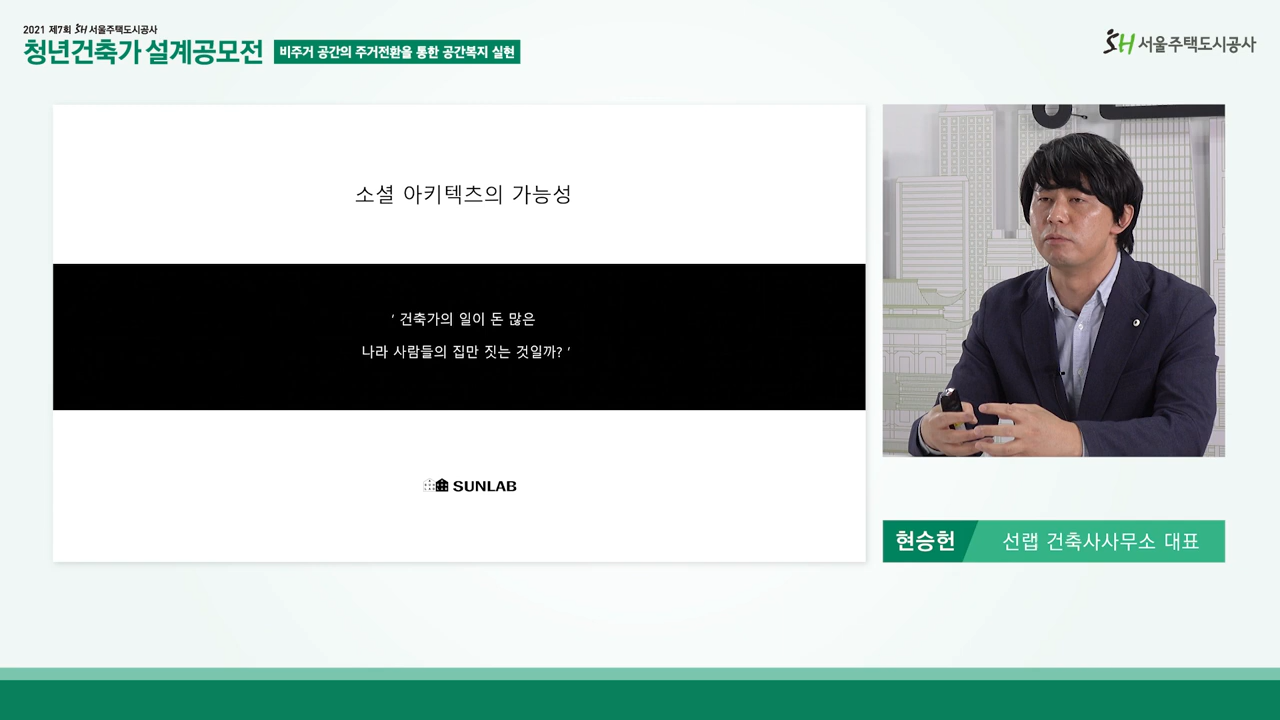 2021 제7회 SH 서울주택도시공사
청년건축가 설계공모전
비주거 공간의 주거전환을 통한 공간복지 실현
SH 서울주택도시공사
소셜 아키텍츠의 가능성
‘ 건축가의 일이 돈 많은
나라 사람들의 집만 짓는 것일까? ’
SUNLAB
현승헌
선랩 건축사사무소 대표